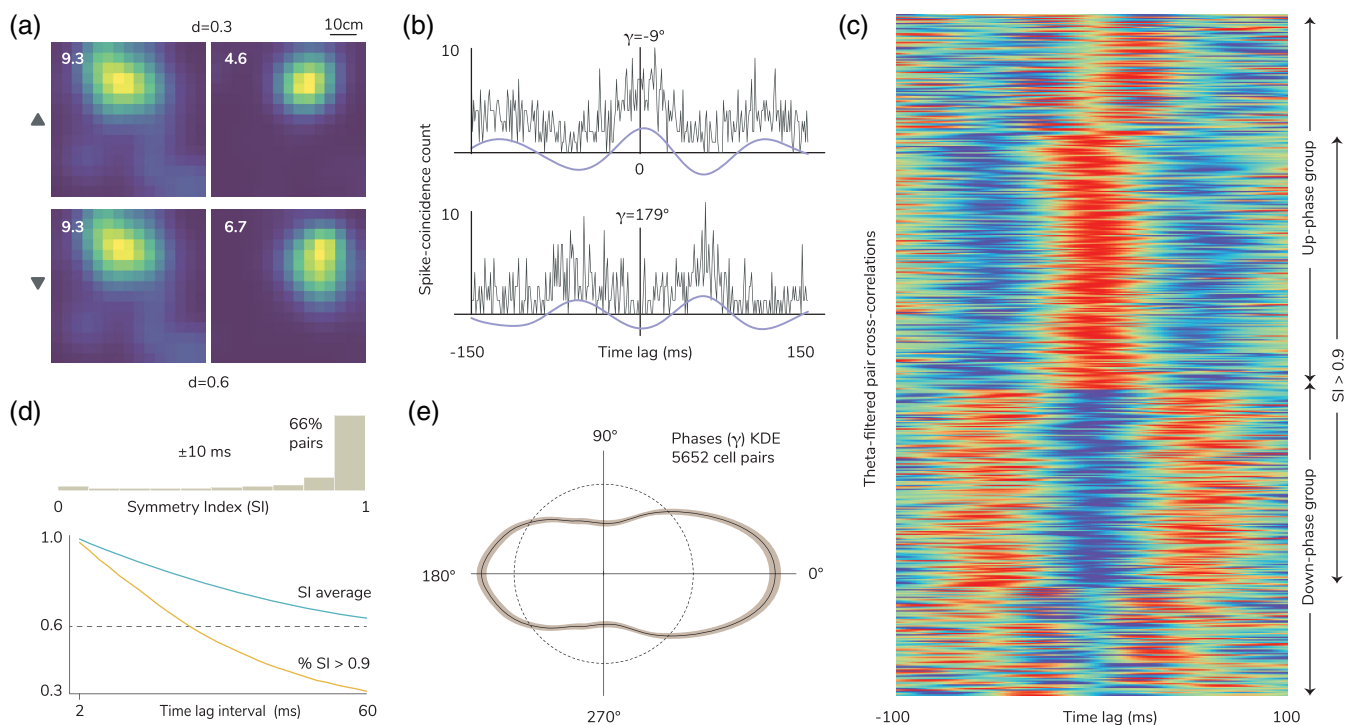 (a)
d=0.3
10cm
9.3
4.6
9.3
6.7
d=0.6
(b)
10
γ=-9°
0
Spike-coincidence count
10
γ=179°
-150
Time lag (ms)
150
(c)
Theta-filtered pair cross-correlations
Up-phase group
Down-phase group
SI > 0.9
-100
Time lag (ms)
100
(d)
66%
pairs
±10 ms
0
Symmetry Index (SI)
1
1.0
SI average
0.6
% SI > 0.9
0.3
2
Time lag interval (ms)
60
(e)
90°
Phases (γ) KDE
5652 cell pairs
180°
0°
270°